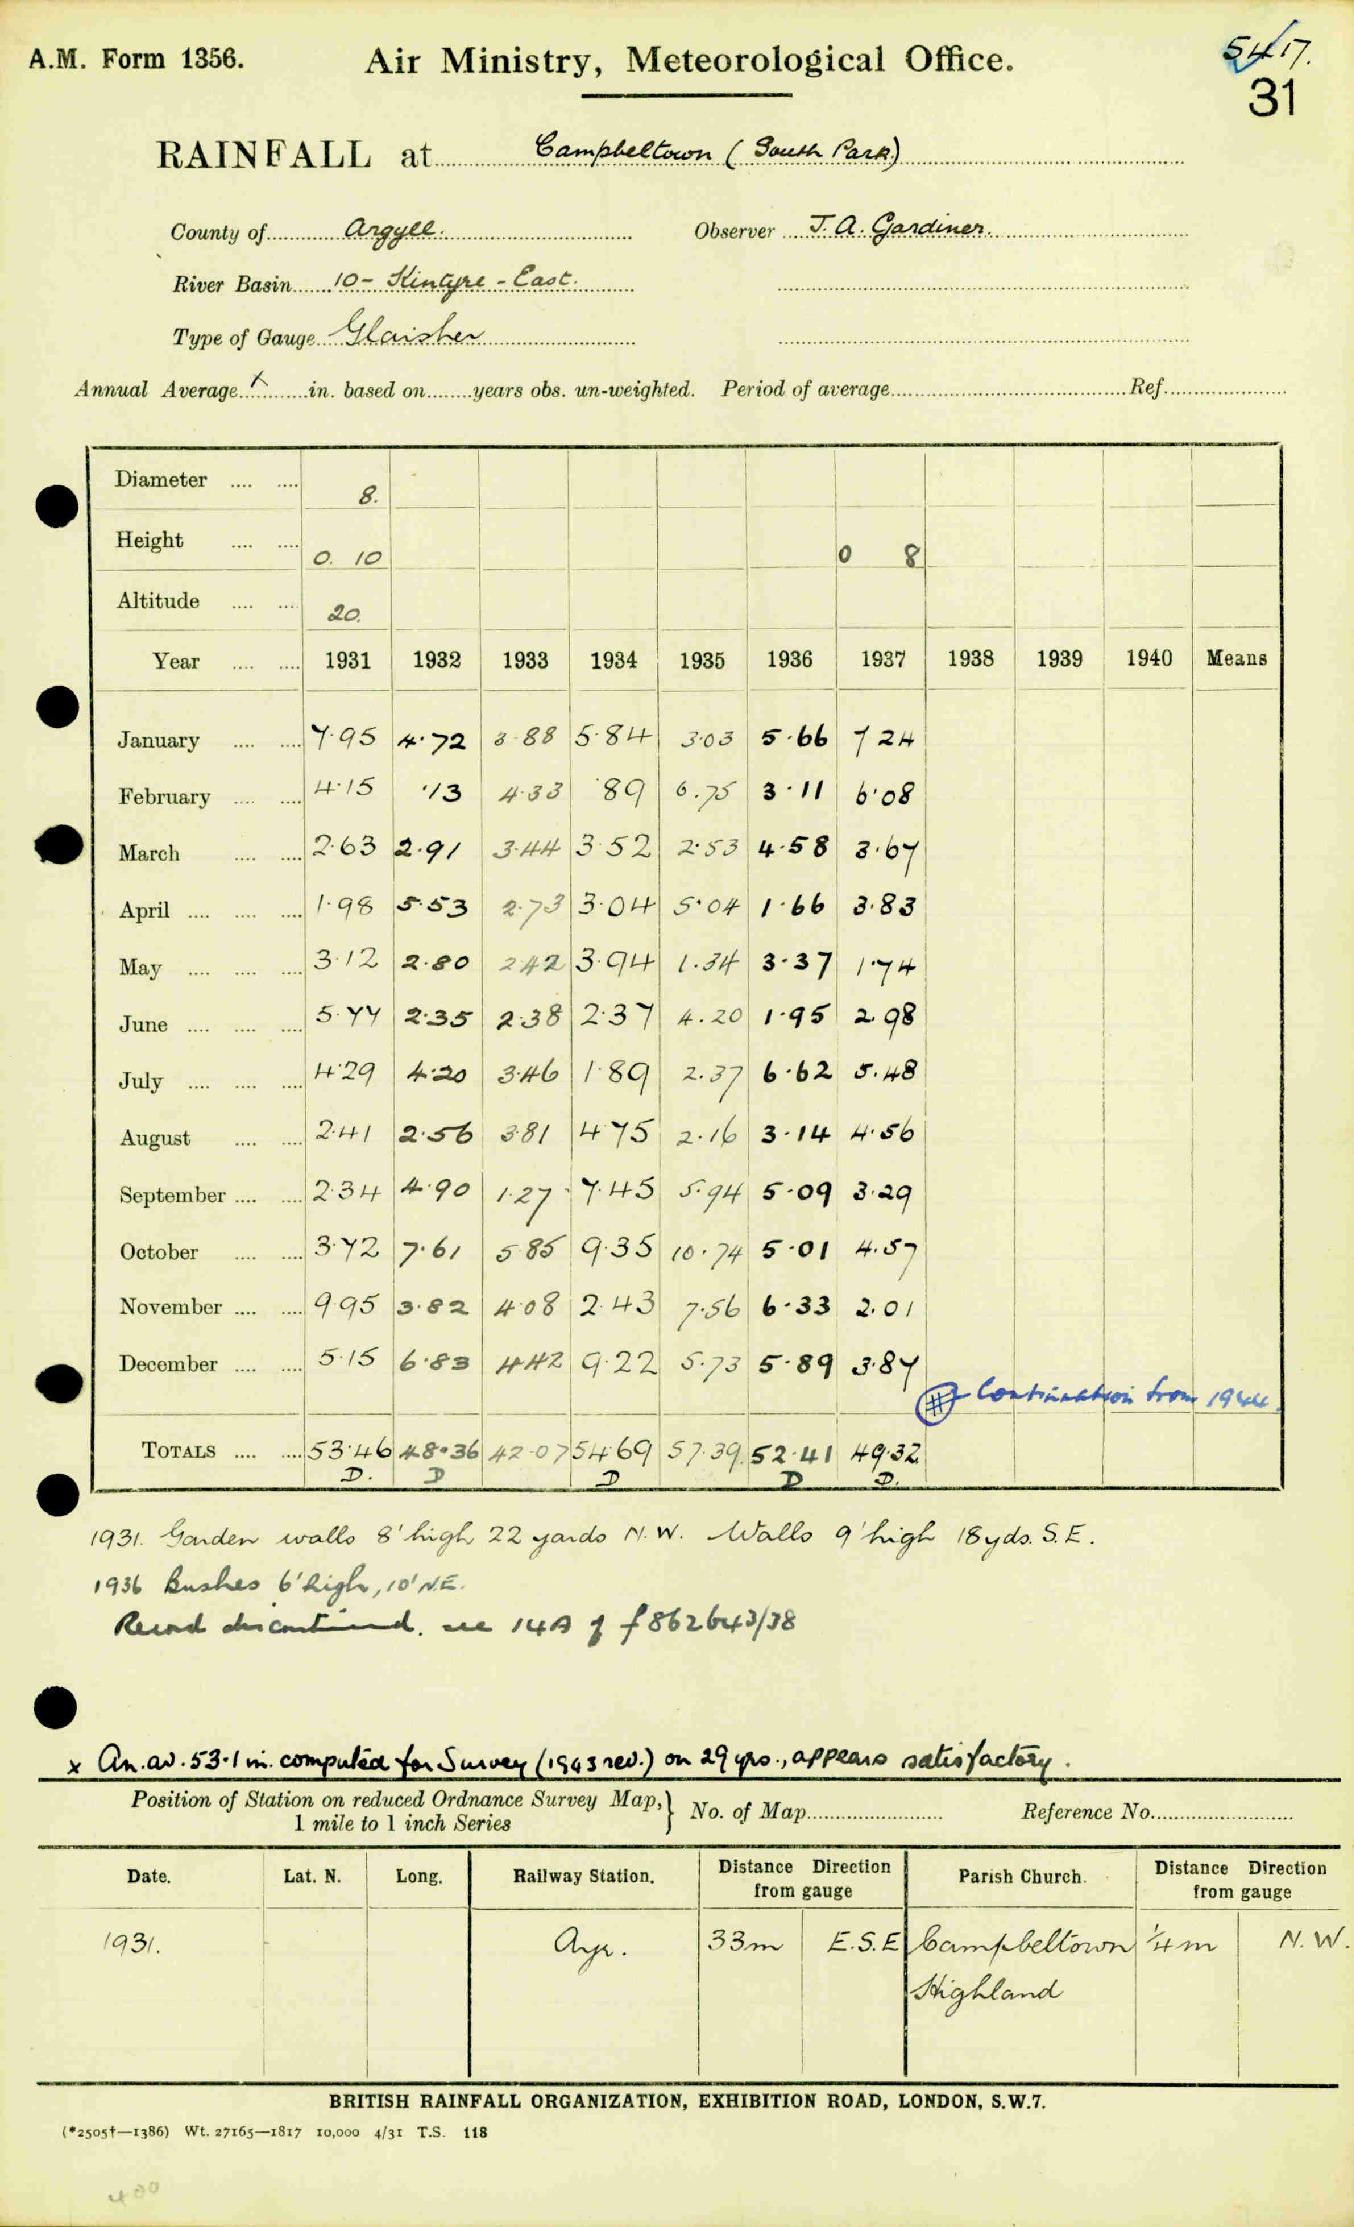 A.M. Form 1356.
Air Ministry, Meteorological Office.
5417.
31
RAINFALL at Campbeltown (South Park)
County of Argyll. Observer J. A. Gardiner.
River Basin 10 - Kintyre - East.
Type of Gauge Glaisher
Annual Average x in. based on years obs. un-weighted. Period of average Ref.
Diameter 8.
Height 0. 10 0 8
Altitude 20.
Year 1931 1932 1933 1934 1935 1936 1937 1938 1939 1940 Means
January 7.95 4.72 3.88 5.84 3.03 5.66 7 24
February 4.15 .13 4.33 .89 6.75 3.11 6.08
March 2.63 2.91 3.44 3.52 2.53 4.58 3.67
April 1.98 5.53 2.73 3.04 5.04 1.66 3.83
May 3.12 2.80 2.42 3.94 1.34 3.37 1.74
June 5.77 2.35 2.38 2.37 4.20 1.95 2.98
July 4.29 4.20 3.46 1.89 2.37 6.62 5.48
August 2.41 2.56 3.81 4.75 2.16 3.14 4.56
September 2.34 4.90 1.27 7.45 5.94 5.09 3.29
October 3.72 7.61 5.85 9.35 10.74 5.01 4.57
November 9.95 3.82 4.08 2.43 7.56 6.33 2.01
December 5.15 6.83 4.42 9.22 5.73 5.89 3.87
# Continuation from 1944.
TOTALS 53.46 48.36 42.07 54.69 57.39 52.41 49.32
D. D D D D.
1931. Garden walls 8' high 22 yards N.W. Walls 9' high 18yds. S.E.
1936 Bushes 6' high, 10' N.E.
Record discontinued. see 14A of f862643/38
x An. av. 53.1 in. computed for Survey (1943 rev.) on 29 yrs., appears satisfactory.
Position of Station on reduced Ordnance Survey Map, 1 mile to 1 inch Series } No. of Map Reference No.
Date. Lat. N. Long. Railway Station. Distance Direction from gauge Parish Church. Distance Direction from gauge
1931. Ayr. 33m E.S.E Campbeltown ¼ m N.W.
Highland
BRITISH RAINFALL ORGANIZATION, EXHIBITION ROAD, LONDON, S.W.7.
(*2505†—1386) Wt. 27165—1817 10,000 4/31 T.S. 118
400